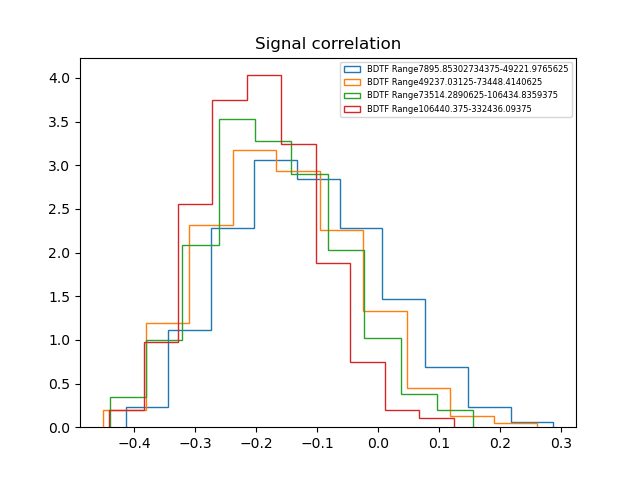 Signal correlation
BDTF Range7895.85302734375-49221.9765625
BDTF Range49237.03125-73448.4140625
BDTF Range73514.2890625-106434.8359375
BDTF Range106440.375-332436.09375
4.0
3.5
3.0
2.5
2.0
1.5
1.0
0.5
0.0
−0.4 −0.3 −0.2 −0.1 0.0 0.1 0.2 0.3